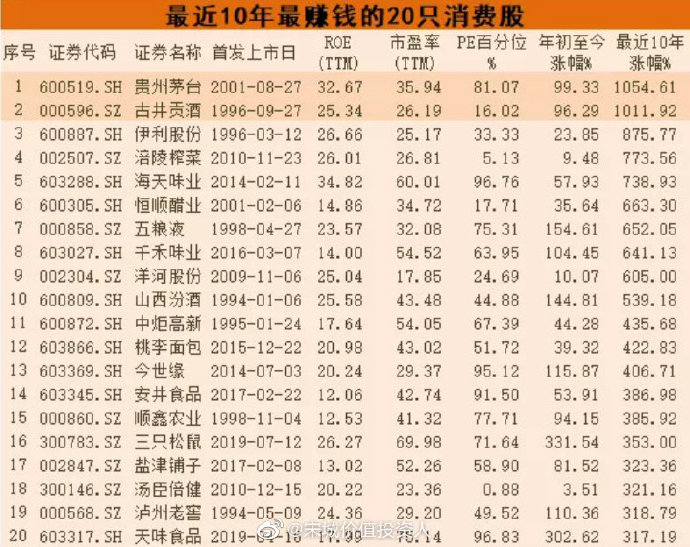 最近10年最赚钱的20只消费股
序号 证券代码 证券名称 首发上市日 ROE (TTM) 市盈率 (TTM) PE百分位 % 年初至今 涨幅% 最近10年 涨幅%
1 600519.SH 贵州茅台 2001-08-27 32.67 35.94 81.07 99.33 1054.61
2 000596.SZ 古井贡酒 1996-09-27 25.34 26.19 16.02 96.29 1011.92
3 600887.SH 伊利股份 1996-03-12 26.66 25.17 33.33 23.85 875.77
4 002507.SZ 涪陵榨菜 2010-11-23 26.01 26.81 5.13 9.48 773.56
5 603288.SH 海天味业 2014-02-11 34.82 60.01 96.76 57.93 738.93
6 600305.SH 恒顺醋业 2001-02-06 14.86 34.72 17.71 35.64 663.30
7 000858.SZ 五粮液 1998-04-27 23.57 32.08 75.31 154.61 652.05
8 603027.SH 千禾味业 2016-03-07 14.00 54.52 63.95 104.45 641.13
9 002304.SZ 洋河股份 2009-11-06 25.04 17.85 24.69 10.07 605.00
10 600809.SH 山西汾酒 1994-01-06 25.58 43.48 44.88 144.81 539.18
11 600872.SH 中炬高新 1995-01-24 17.64 54.05 67.39 44.28 435.68
12 603866.SH 桃李面包 2015-12-22 20.98 43.02 51.72 39.32 422.83
13 603369.SH 今世缘 2014-07-03 20.24 29.37 95.12 115.87 406.71
14 603345.SH 安井食品 2017-02-22 12.06 42.74 91.50 53.91 386.98
15 000860.SZ 顺鑫农业 1998-11-04 12.53 41.32 77.71 94.15 385.92
16 300783.SZ 三只松鼠 2019-07-12 26.27 69.98 71.64 331.54 353.00
17 002847.SZ 盐津铺子 2017-02-08 13.02 52.26 58.90 81.52 323.36
18 300146.SZ 汤臣倍健 2010-12-15 20.22 23.36 0.88 3.51 321.16
19 000568.SZ 泸州老窖 1994-05-09 24.36 29.20 49.52 110.36 318.79
20 603317.SH 天味食品 2019-04-16 96.83 302.62 317.19
@荣城价值投资人